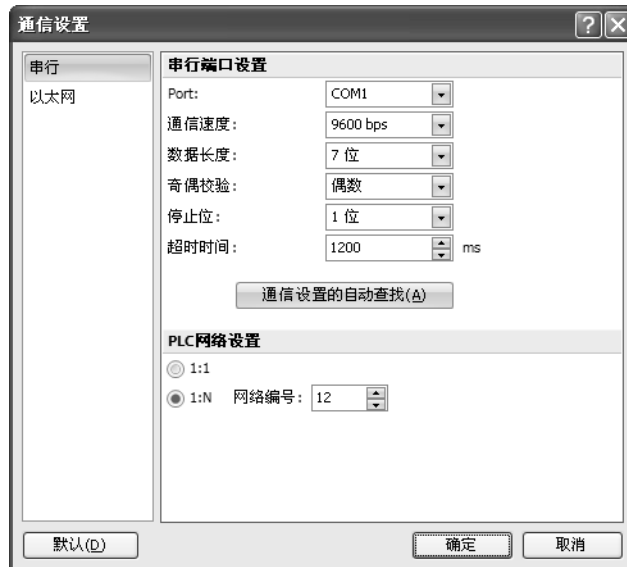 通信设置
串行
以太网
串行端口设置
Port: COM1
通信速度: 9600 bps
数据长度: 7 位
奇偶校验: 偶数
停止位: 1 位
超时时间: 1200 ms
通信设置的自动查找(A)
PLC网络设置
1:1
1:N 网络编号: 12
默认(D) 确定 取消